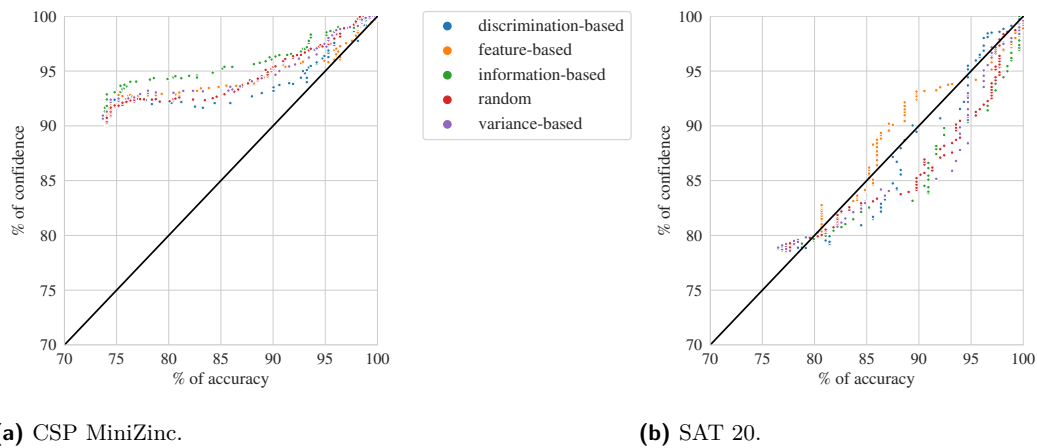 100
95
90
85
80
75
70
% of confidence
70 75 80 85 90 95 100
% of accuracy
discrimination-based
feature-based
information-based
random
variance-based
100
95
90
85
80
75
70
% of confidence
70 75 80 85 90 95 100
% of accuracy
(a) CSP MiniZinc.
(b) SAT 20.